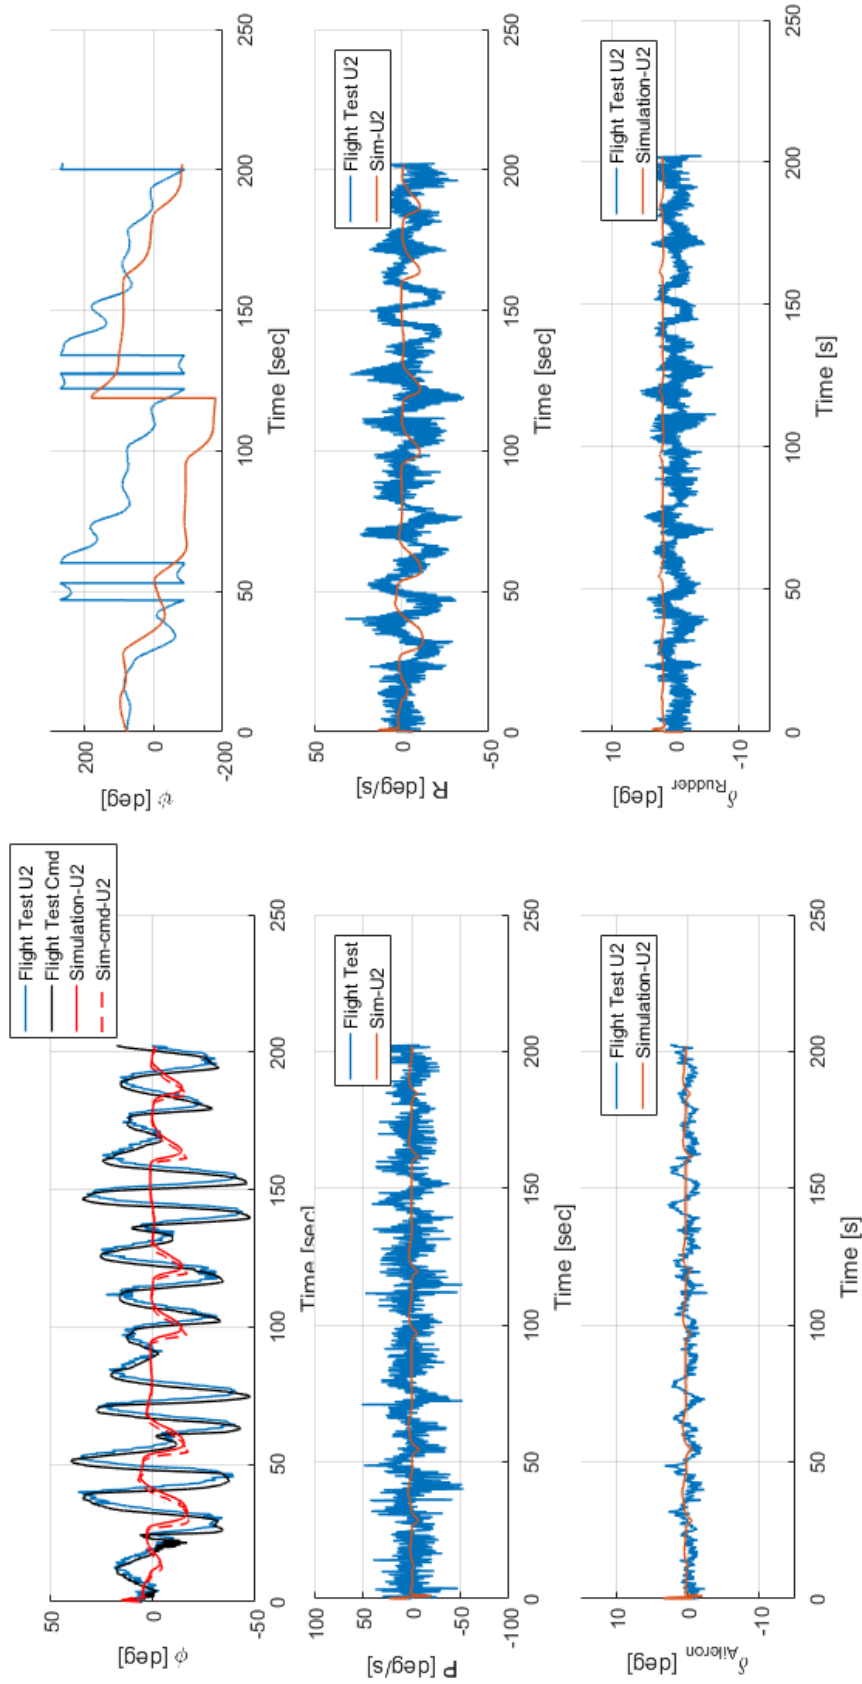 Flight Test U2
Flight Test Cmd
Simulation-U2
Sim-cmd-U2
50
0
-50
ϕ [deg]
0
50
100
150
200
250
Time [sec]
200
0
-200
ψ [deg]
0
50
100
150
200
250
Time [sec]
Flight Test
Sim-U2
100
50
0
-50
-100
P [deg/s]
0
50
100
150
200
250
Time [sec]
Flight Test U2
Sim-U2
50
0
-50
R [deg/s]
0
50
100
150
200
250
Time [sec]
Flight Test U2
Simulation-U2
10
0
-10
δAileron [deg]
0
50
100
150
200
250
Time [s]
Flight Test U2
Simulation-U2
10
0
-10
δRudder [deg]
0
50
100
150
200
250
Time [s]